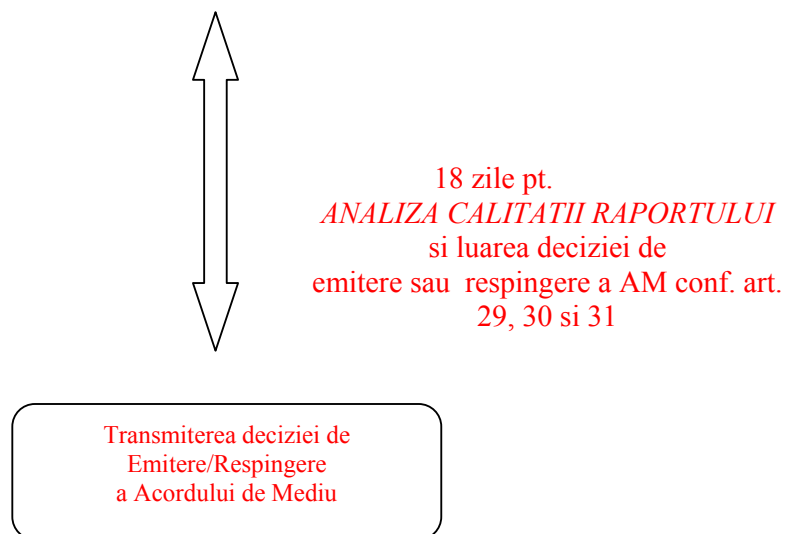 18 zile pt.
ANALIZA CALITATII RAPORTULUI
si luarea deciziei de
emitere sau respingere a AM conf. art.
29, 30 si 31
Transmiterea deciziei de
Emitere/Respingere
a Acordului de Mediu